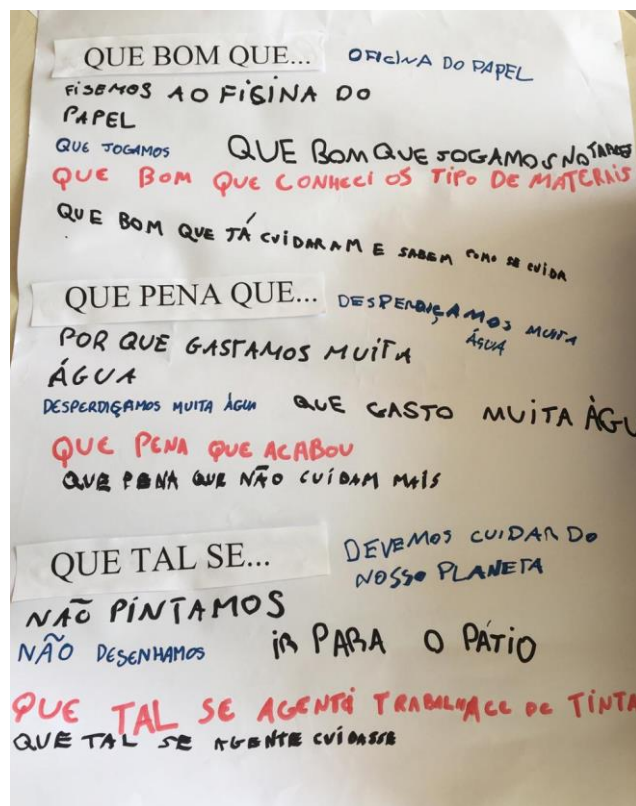 QUE BOM QUE... OFICINA DO PAPEL
FISEMOS AO FIGINA DO
PAPEL
QUE JOGAMOS QUE BOM QUE JOGAMOS NO
QUE BOM QUE CONHECI OS TIPO DE MATERAIS
QUE BOM QUE JÁ CUIDARAM E SABEM COMO SE CUIDA
QUE PENA QUE... DESPERDIÇAMOS MUITA
ÁGUA
POR QUE GASTAMOS MUITA
ÁGUA
DESPERDIÇAMOS MUITA ÁGUA QUE GASTO MUITA ÀGU
QUE PENA QUE ACABOU
QUE PENA QUE NÃO CUIDAM MAIS
QUE TAL SE... DEVEMOS CUIDAR DO
NOSSO PLANETA
NÃO PINTAMOS
NÃO DESENHAMOS IR PARA O PÁTIO
QUE TAL SE AGENTÊ TRABALHACE DE TINTA
QUE TAL SE AGENTE CUIDASSE